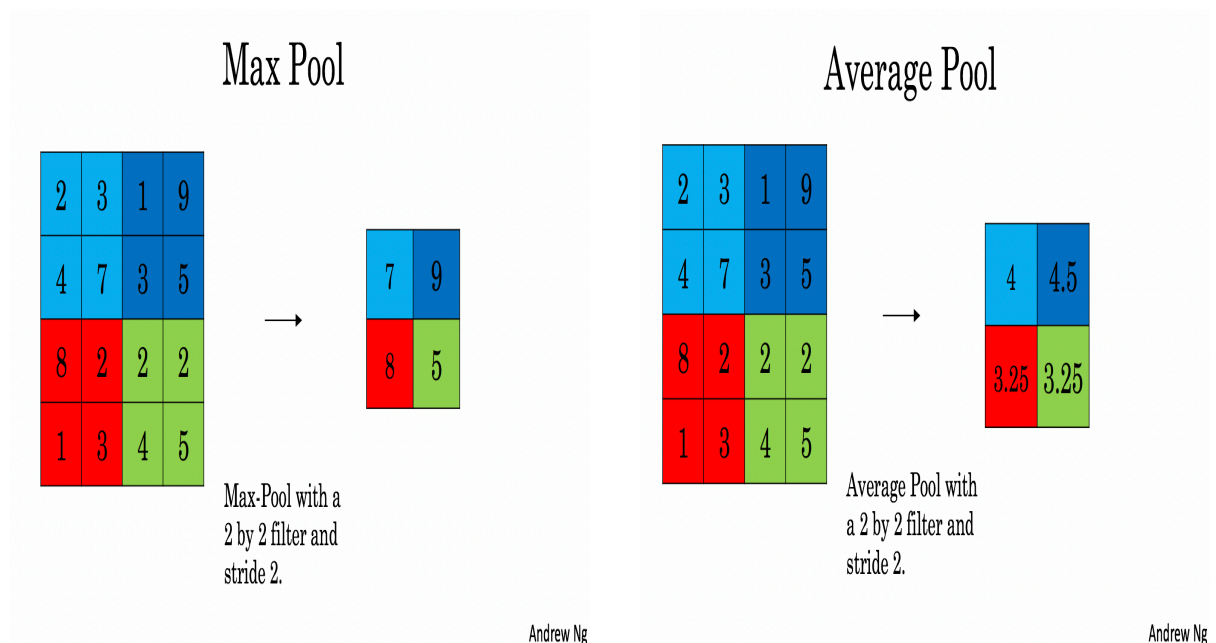 Max Pool
2 3 1 9
4 7 3 5
8 2 2 2
1 3 4 5
7 9
8 5
Max-Pool with a
2 by 2 filter and
stride 2.
Andrew Ng
Average Pool
2 3 1 9
4 7 3 5
8 2 2 2
1 3 4 5
4 4.5
3.25 3.25
Average Pool with
a 2 by 2 filter and
stride 2.
Andrew Ng